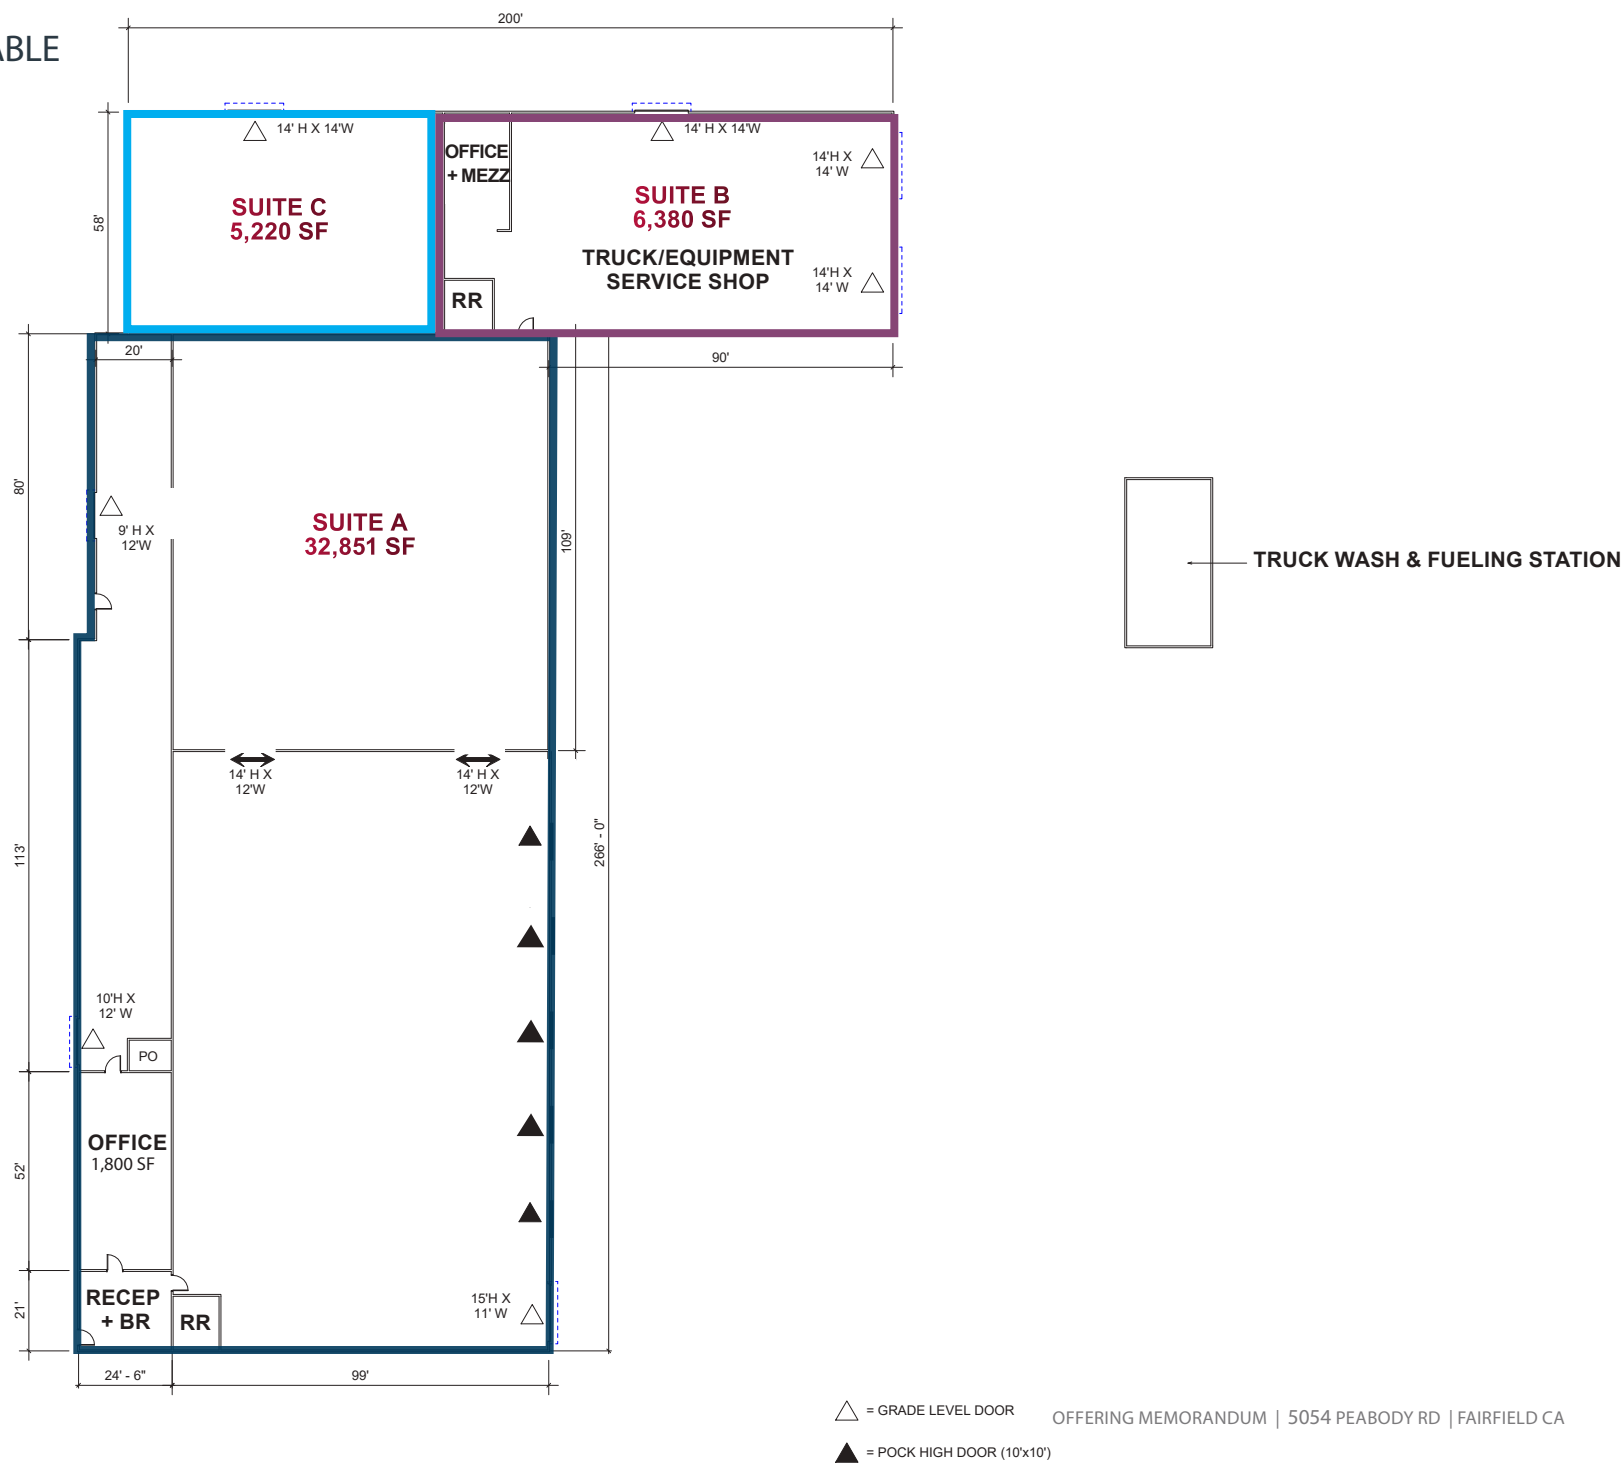 200'
ABLE
14' H X 14'W
14' H X 14'W
OFFICE
+ MEZZ
14'H X
14' W
SUITE C
5,220 SF
SUITE B
6,380 SF
58'
TRUCK/EQUIPMENT
SERVICE SHOP
14'H X
14' W
RR
20'
90'
80'
9' H X
12'W
SUITE A
32,851 SF
109'
TRUCK WASH & FUELING STATION
14' H X
12'W
14' H X
12'W
113'
266' - 0"
10'H X
12' W
PO
OFFICE
1,800 SF
52'
RECEP
+ BR
RR
21'
15'H X
11' W
24' - 6"
99'
= GRADE LEVEL DOOR
OFFERING MEMORANDUM | 5054 PEABODY RD | FAIRFIELD CA
= POCK HIGH DOOR (10'x10')